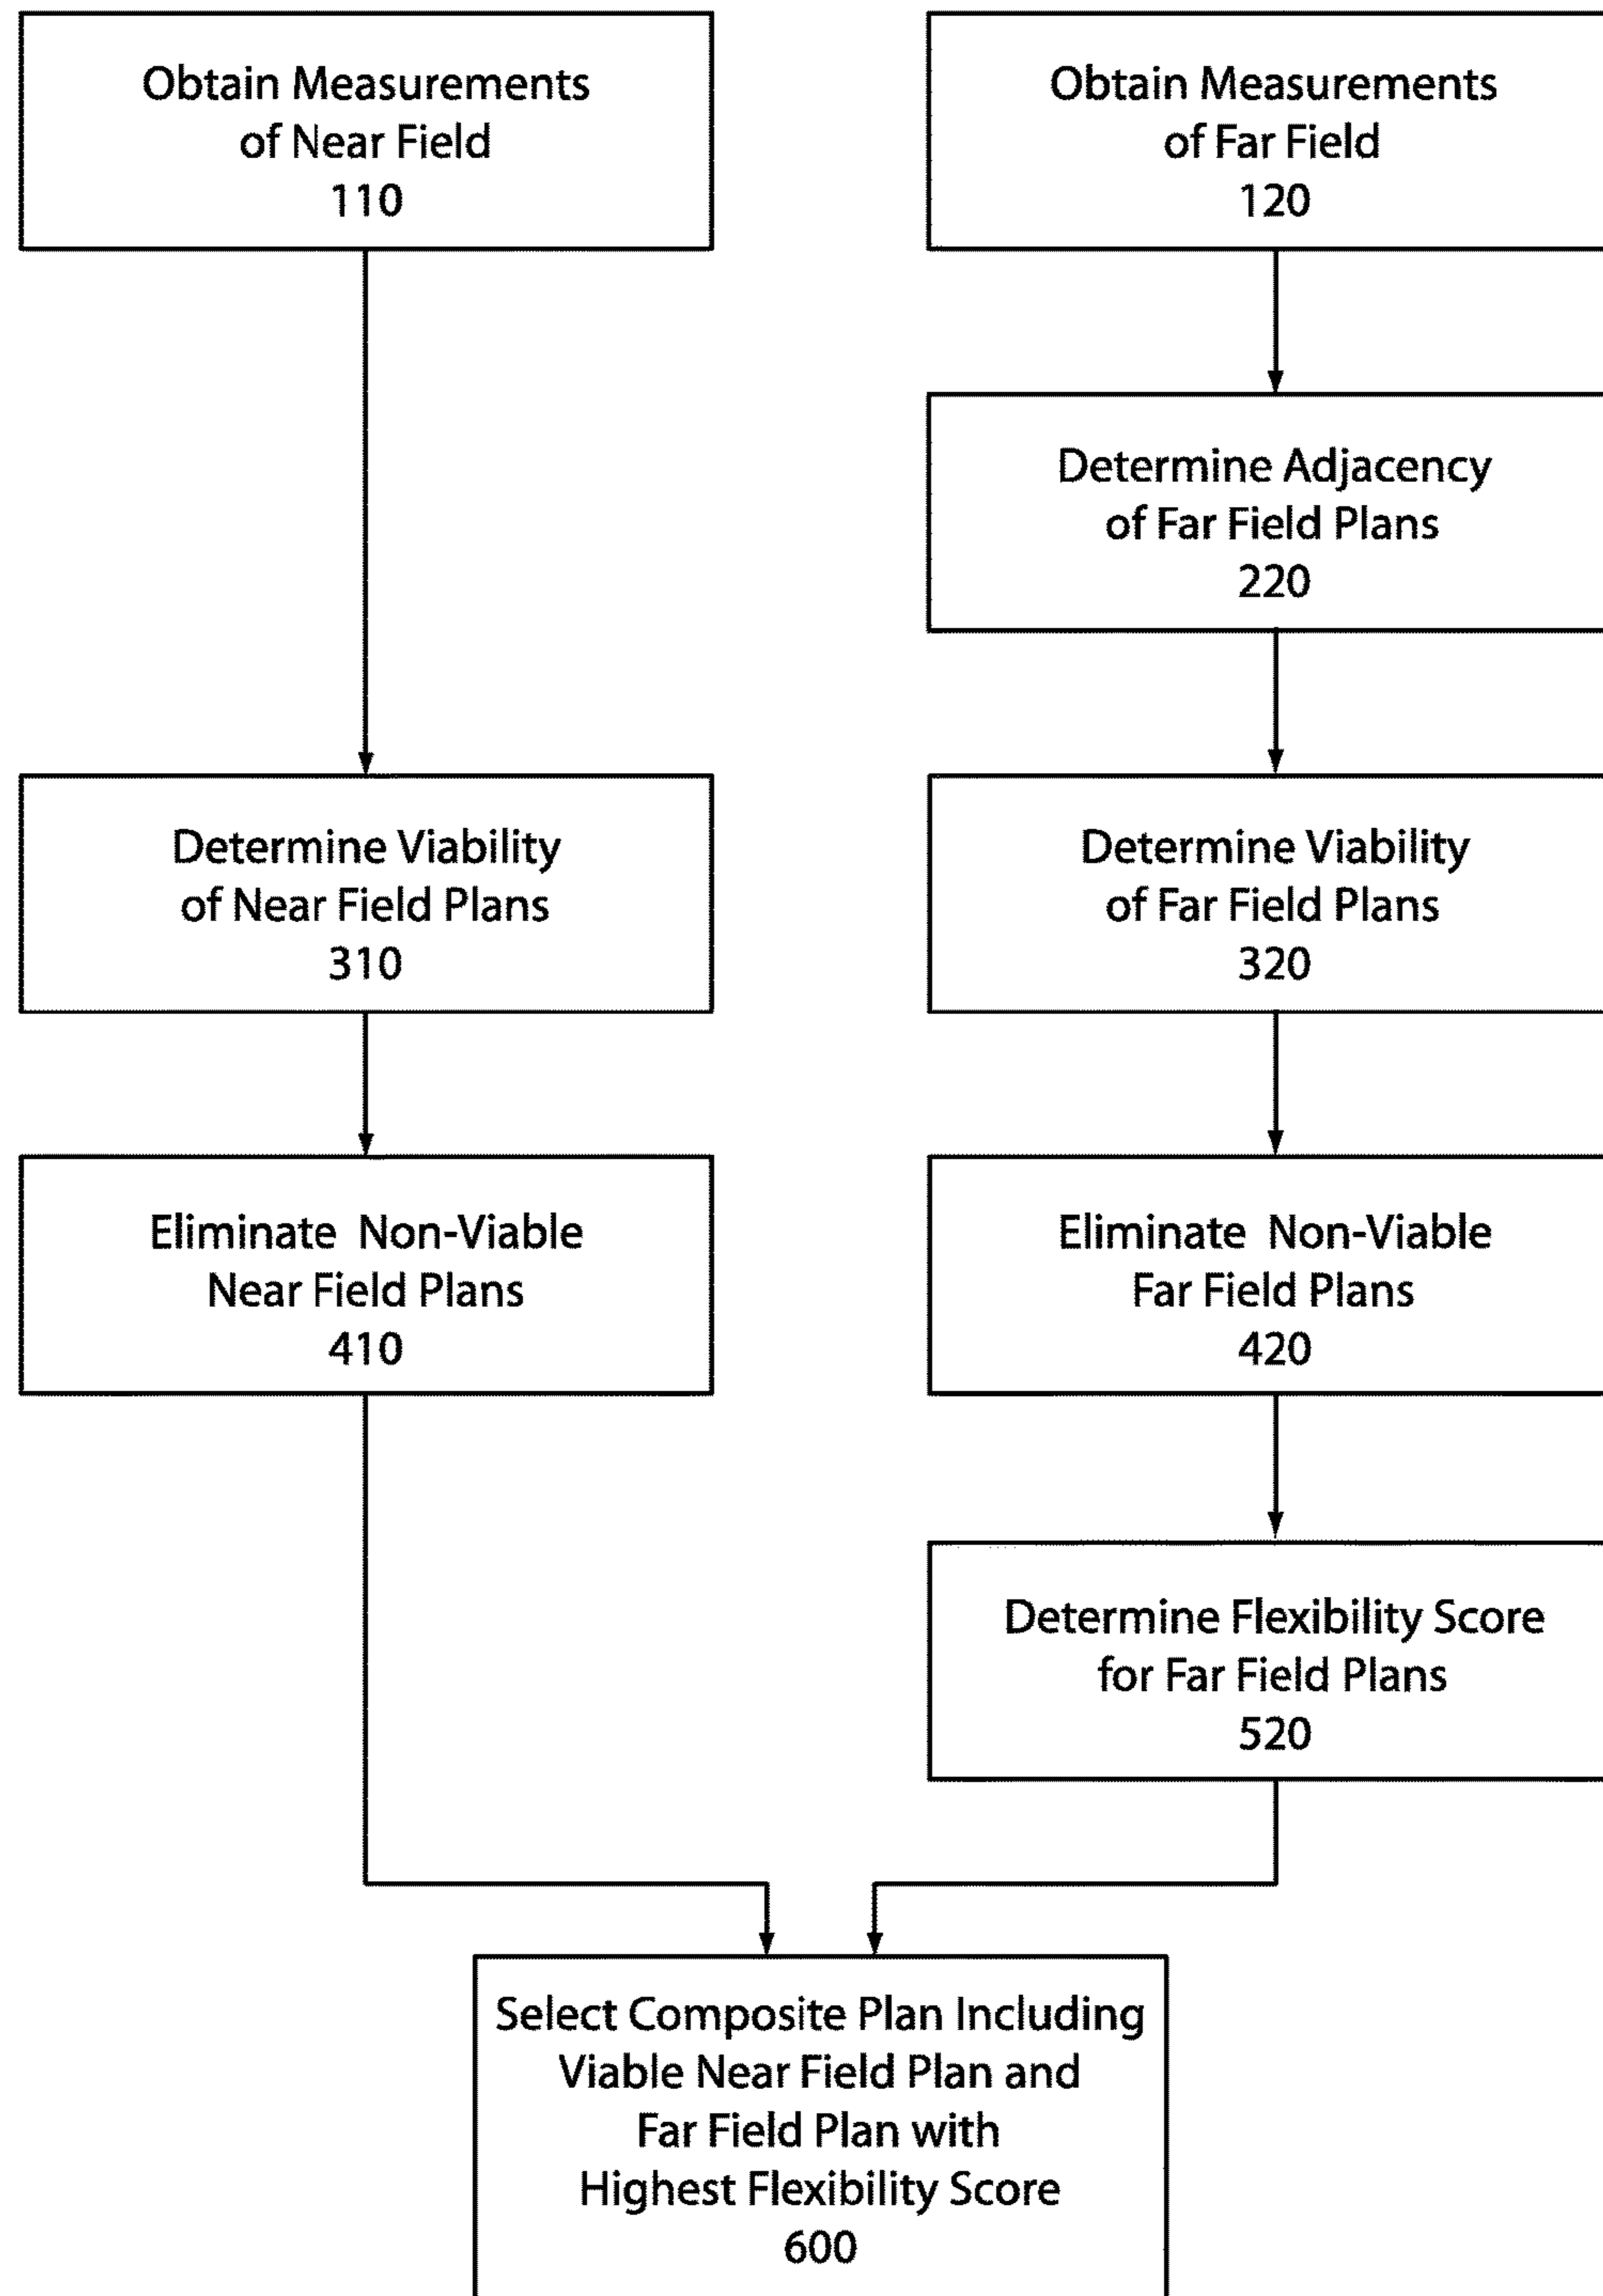 Obtain Measurements
of Near Field
110
Obtain Measurements
of Far Field
120
Determine Adjacency
of Far Field Plans
220
Determine Viability
of Near Field Plans
310
Determine Viability
of Far Field Plans
320
Eliminate Non-Viable
Near Field Plans
410
Eliminate Non-Viable
Far Field Plans
420
Determine Flexibility Score
for Far Field Plans
520
Select Composite Plan Including
Viable Near Field Plan and
Far Field Plan with
Highest Flexibility Score
600